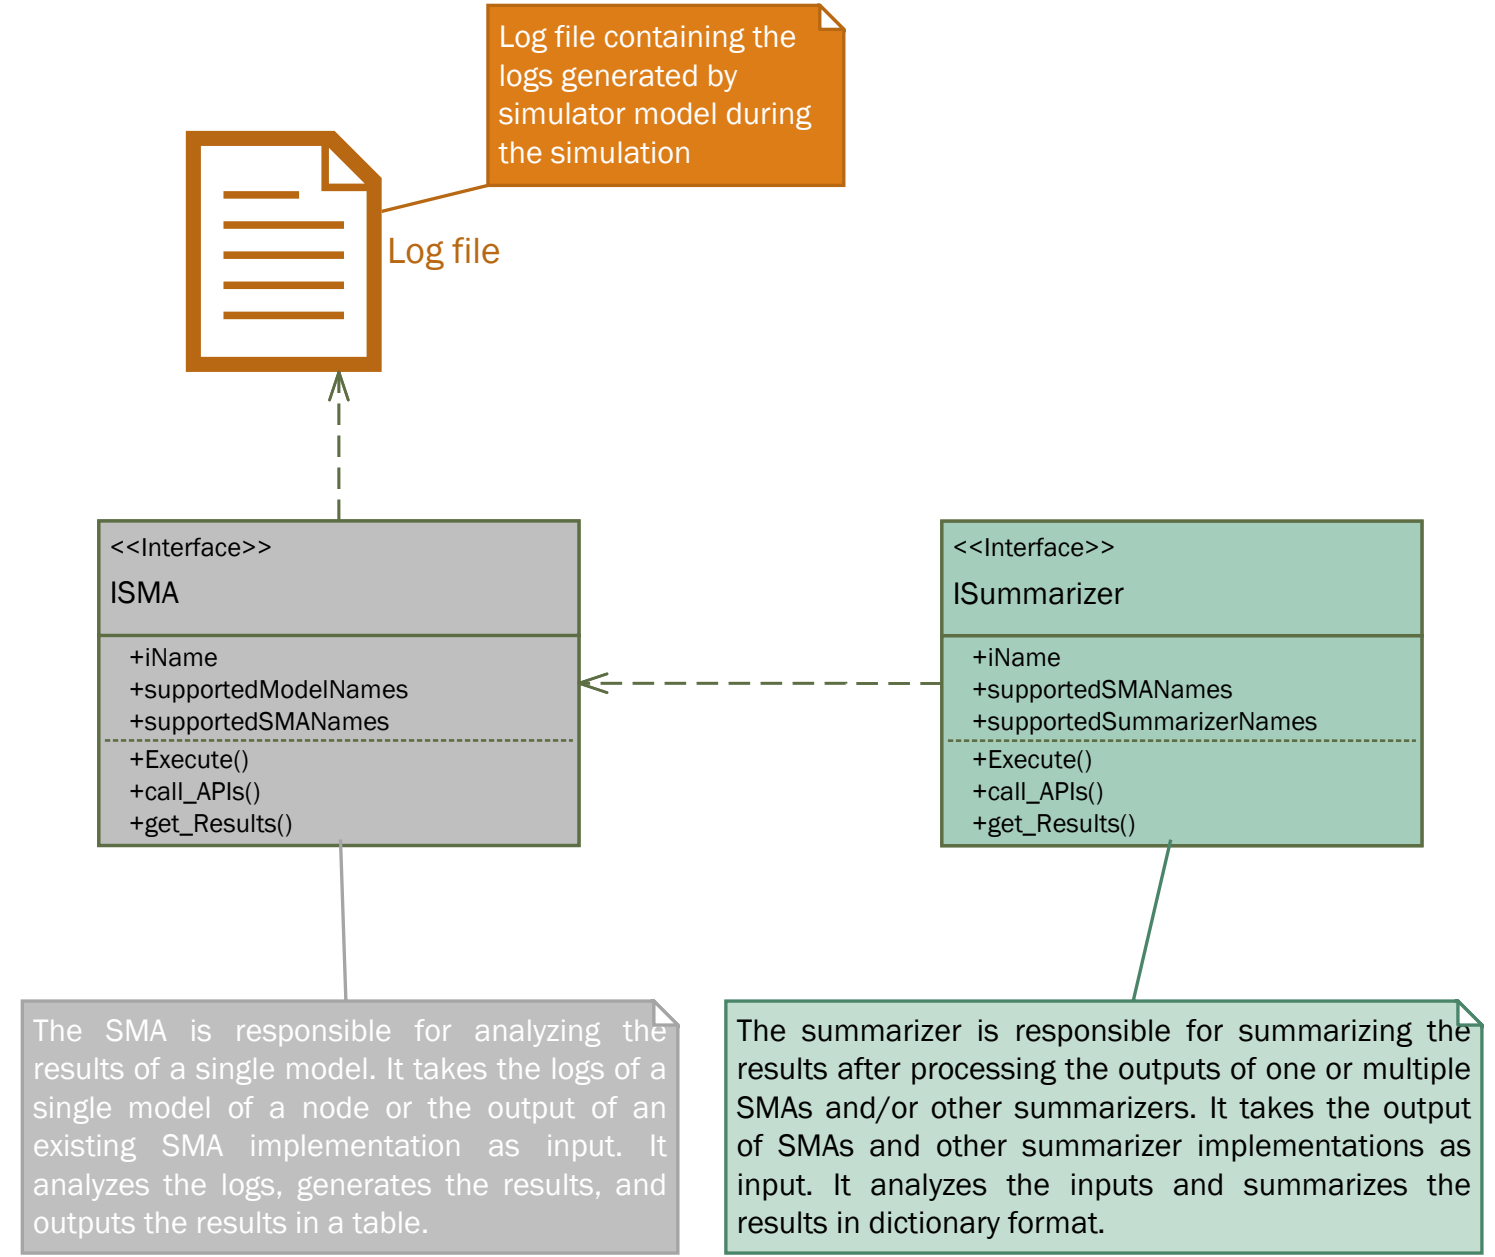 Log file containing the
logs generated by
simulator model during
the simulation
Log file
<<Interface>>
ISMA
+iName
+supportedModelNames
+supportedSMANames
+Execute()
+call_APIs()
+get_Results()
<<Interface>>
ISummarizer
+iName
+supportedSMANames
+supportedSummarizerNames
+Execute()
+call_APIs()
+get_Results()
The SMA is responsible for analyzing the
results of a single model. It takes the logs of a
single model of a node or the output of an
existing SMA implementation as input. It
analyzes the logs, generates the results, and
outputs the results in a table.
The summarizer is responsible for summarizing the
results after processing the outputs of one or multiple
SMAs and/or other summarizers. It takes the output
of SMAs and other summarizer implementations as
input. It analyzes the inputs and summarizes the
results in dictionary format.